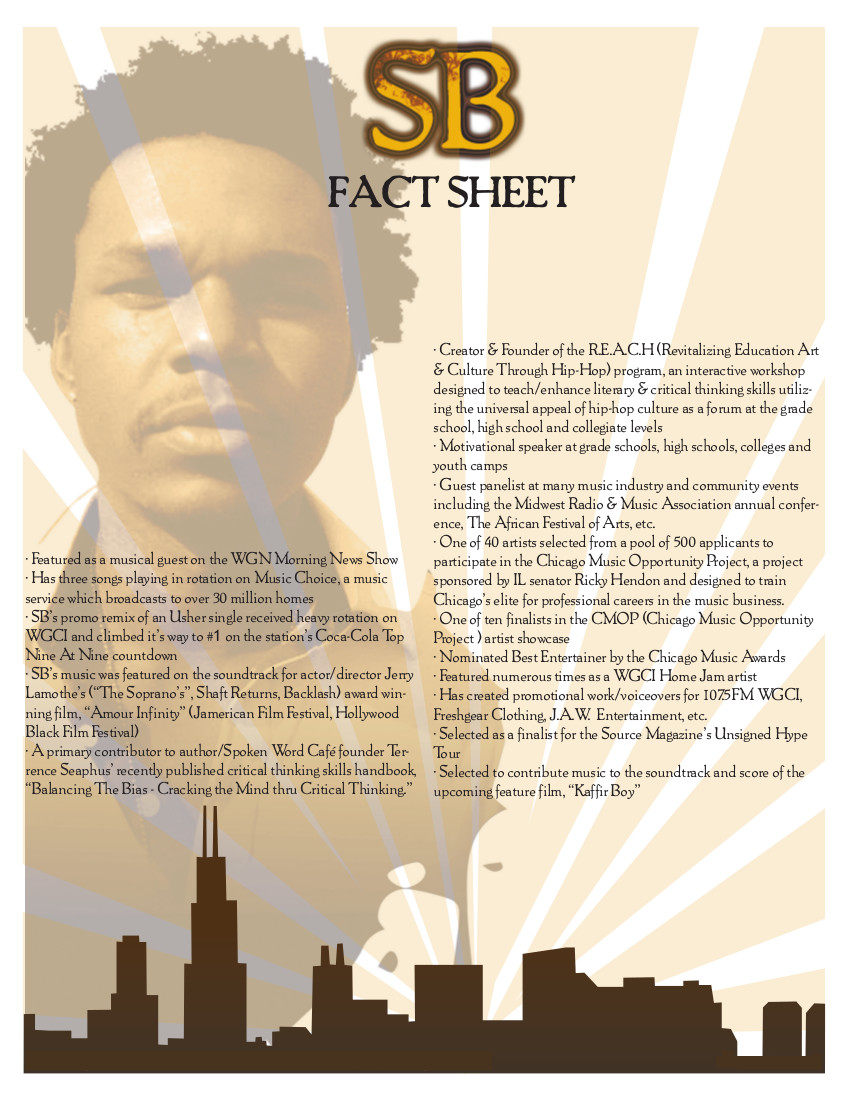 SB
FACT SHEET
· Featured as a musical guest on the WGN Morning News Show
· Has three songs playing in rotation on Music Choice, a music
service which broadcasts to over 30 million homes
· SB's promo remix of an Usher single received heavy rotation on
WGCI and climbed it's way to #1 on the station's Coca-Cola Top
Nine At Nine countdown
· SB's music was featured on the soundtrack for actor/director Jerry
Lamothe's ("The Soprano's", Shaft Returns, Backlash) award win-
ning film, "Amour Infinity" (Jamerican Film Festival, Hollywood
Black Film Festival)
· A primary contributor to author/Spoken Word Café founder Ter-
rence Seaphus' recently published critical thinking skills handbook,
"Balancing The Bias - Cracking the Mind thru Critical Thinking."
· Creator & Founder of the R.E.A.C.H (Revitalizing Education Art
& Culture Through Hip-Hop) program, an interactive workshop
designed to teach/enhance literary & critical thinking skills utiliz-
ing the universal appeal of hip-hop culture as a forum at the grade
school, high school and collegiate levels
· Motivational speaker at grade schools, high schools, colleges and
youth camps
· Guest panelist at many music industry and community events
including the Midwest Radio & Music Association annual confer-
ence, The African Festival of Arts, etc.
· One of 40 artists selected from a pool of 500 applicants to
participate in the Chicago Music Opportunity Project, a project
sponsored by IL senator Ricky Hendon and designed to train
Chicago's elite for professional careers in the music business.
· One of ten finalists in the CMOP (Chicago Music Opportunity
Project ) artist showcase
· Nominated Best Entertainer by the Chicago Music Awards
· Featured numerous times as a WGCI Home Jam artist
· Has created promotional work/voiceovers for 107.5FM WGCI,
Freshgear Clothing, J.A.W. Entertainment, etc.
· Selected as a finalist for the Source Magazine's Unsigned Hype
Tour
· Selected to contribute music to the soundtrack and score of the
upcoming feature film, "Kaffir Boy"